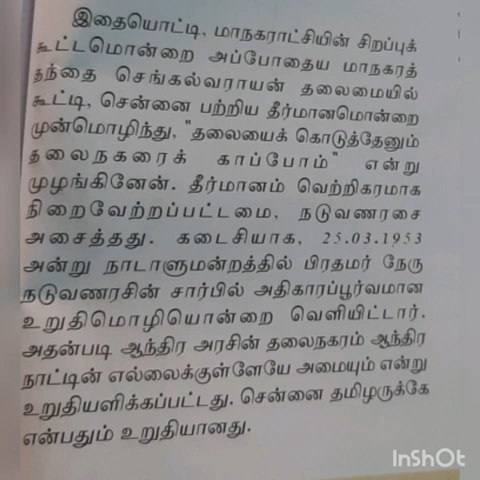 இதையொட்டி, மாநகராட்சியின் சிறப்புக்
கூட்டமொன்றை அப்போதைய மாநகரத்
தந்தை செங்கல்வராயன் தலைமையில்
கூட்டி, சென்னை பற்றிய தீர்மானமொன்றை
முன்மொழிந்து, "தலையைக் கொடுத்தேனும்
தலைநகரைக் காப்போம்" என்று
முழங்கினேன். தீர்மானம் வெற்றிகரமாக
நிறைவேற்றப்பட்டமை, நடுவணரசை
அசைத்தது. கடைசியாக, 25.03.1953
அன்று நாடாளுமன்றத்தில் பிரதமர் நேரு
நடுவணரசின் சார்பில் அதிகாரப்பூர்வமான
உறுதிமொழியொன்றை வெளியிட்டார்.
அதன்படி ஆந்திர அரசின் தலைநகரம் ஆந்திர
நாட்டின் எல்லைக்குள்ளேயே அமையும் என்று
உறுதியளிக்கப்பட்டது. சென்னை தமிழருக்கே
என்பதும் உறுதியானது.
InShOt